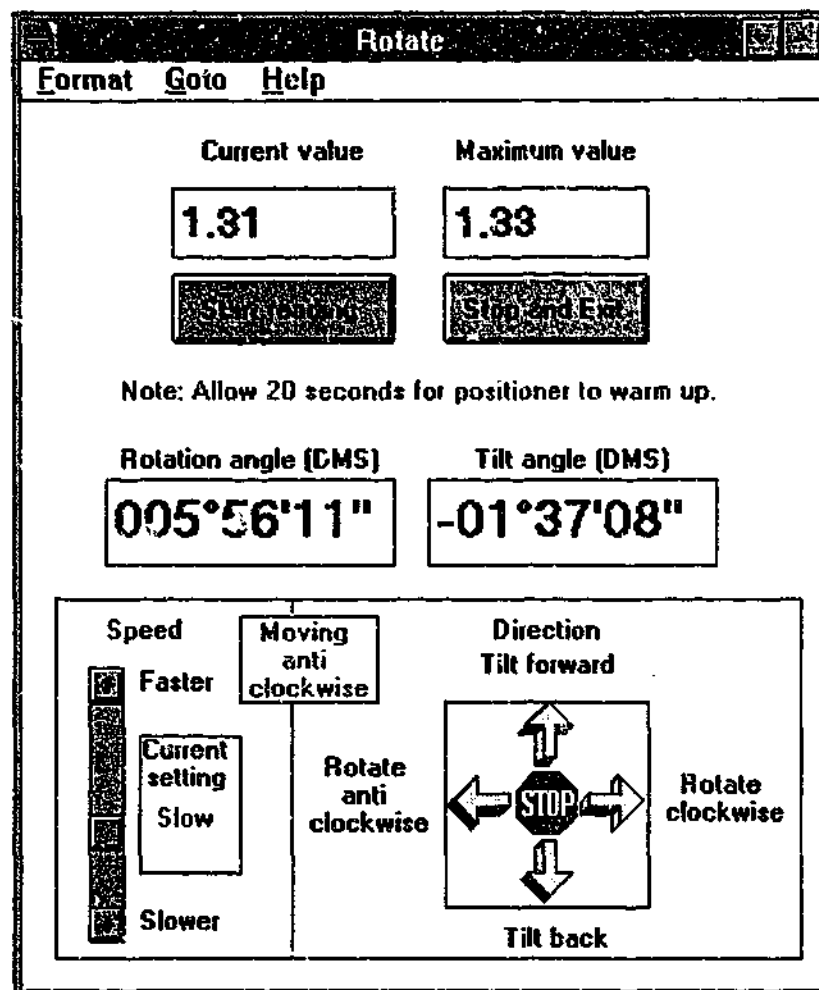 Rotate
Format Goto Help
Current value Maximum value
1.31 1.33
Start reading Stop and Exit
Note: Allow 20 seconds for positioner to warm up.
Rotation angle (DMS) Tilt angle (DMS)
005°56'11" -01°37'08"
Speed
Faster
Current
setting
Slow
Slower
Moving
anti
clockwise
Direction
Tilt forward
Rotate
anti
clockwise
STOP
Rotate
clockwise
Tilt back